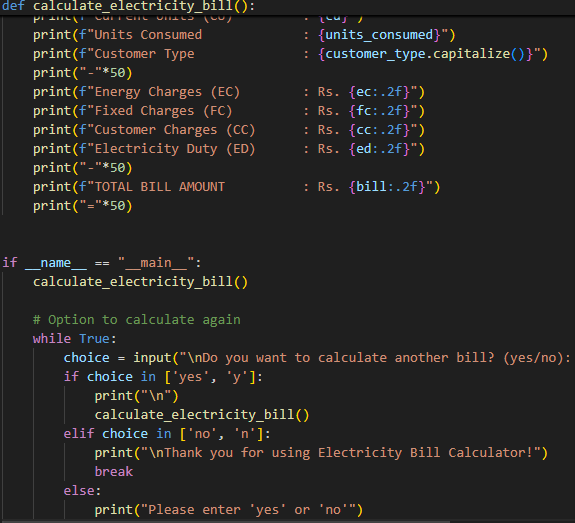 def calculate_electricity_bill():
    print(f"Current Units (CU)             : {cu}")
    print(f"Units Consumed             : {units_consumed}")
    print(f"Customer Type              : {customer_type.capitalize()}")
    print("-"*50)
    print(f"Energy Charges (EC)        : Rs. {ec:.2f}")
    print(f"Fixed Charges (FC)         : Rs. {fc:.2f}")
    print(f"Customer Charges (CC)      : Rs. {cc:.2f}")
    print(f"Electricity Duty (ED)      : Rs. {ed:.2f}")
    print("-"*50)
    print(f"TOTAL BILL AMOUNT          : Rs. {bill:.2f}")
    print("="*50)
if __name__ == "__main__":
    calculate_electricity_bill()
    # Option to calculate again
    while True:
        choice = input("\nDo you want to calculate another bill? (yes/no):
        if choice in ['yes', 'y']:
            print("\n")
            calculate_electricity_bill()
        elif choice in ['no', 'n']:
            print("\nThank you for using Electricity Bill Calculator!")
            break
        else:
            print("Please enter 'yes' or 'no'")